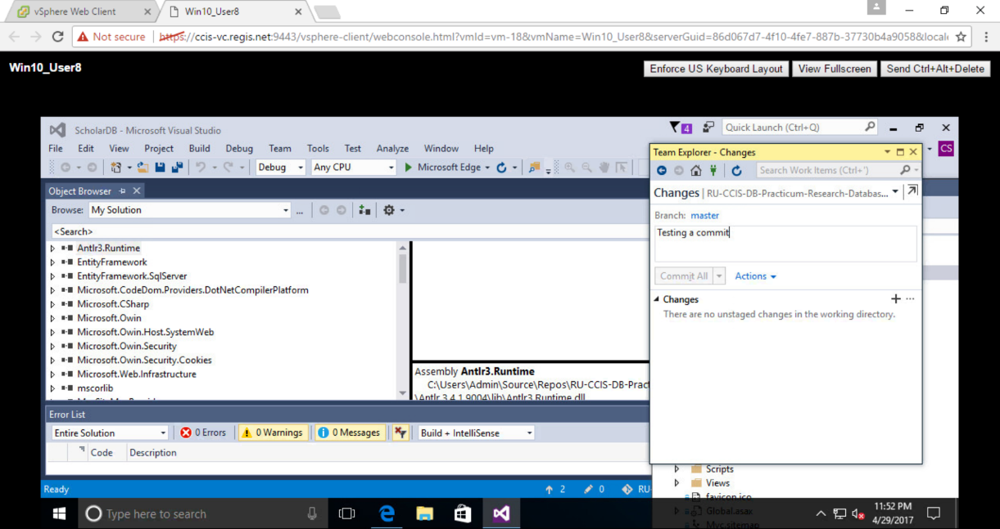 vSphere Web Client
Win10_User8
Not secure | https://ccis-vc.regis.net:9443/vsphere-client/webconsole.html?vmId=vm-18&vmName=Win10_User8&serverGuid=86d067d7-4f10-4fe7-887b-37730b4a9058&locale
Win10_User8
Enforce US Keyboard Layout View Fullscreen Send Ctrl+Alt+Delete
ScholarDB - Microsoft Visual Studio
4
Quick Launch (Ctrl+Q)
File Edit View Project Build Debug Team Tools Test Analyze Window Help
CS
Debug Any CPU Microsoft Edge
Object Browser
Browse: My Solution ...
<Search>
Antlr3.Runtime
EntityFramework
EntityFramework.SqlServer
Microsoft.CodeDom.Providers.DotNetCompilerPlatform
Microsoft.CSharp
Microsoft.Owin
Microsoft.Owin.Host.SystemWeb
Microsoft.Owin.Security
Microsoft.Owin.Security.Cookies
Microsoft.Web.Infrastructure
mscorlib
Assembly Antlr3.Runtime
C:\Users\Admin\Source\Repos\RU-CCIS-DB-Pract
\Antlr.3.4.1.9004\lib\Antlr3.Runtime.dll
Team Explorer - Changes
Search Work Items (Ctrl+')
Changes | RU-CCIS-DB-Practicum-Research-Databas...
Branch: master
Testing a commit
Commit All Actions
Changes
There are no unstaged changes in the working directory.
Error List
Entire Solution 0 Errors 0 Warnings 0 Messages Build + IntelliSense
Code Description
Scripts
Views
favicon.ico
Global.asax
Mvc.sitemap
Ready 2 0 RU-
Type here to search
11:52 PM
4/29/2017